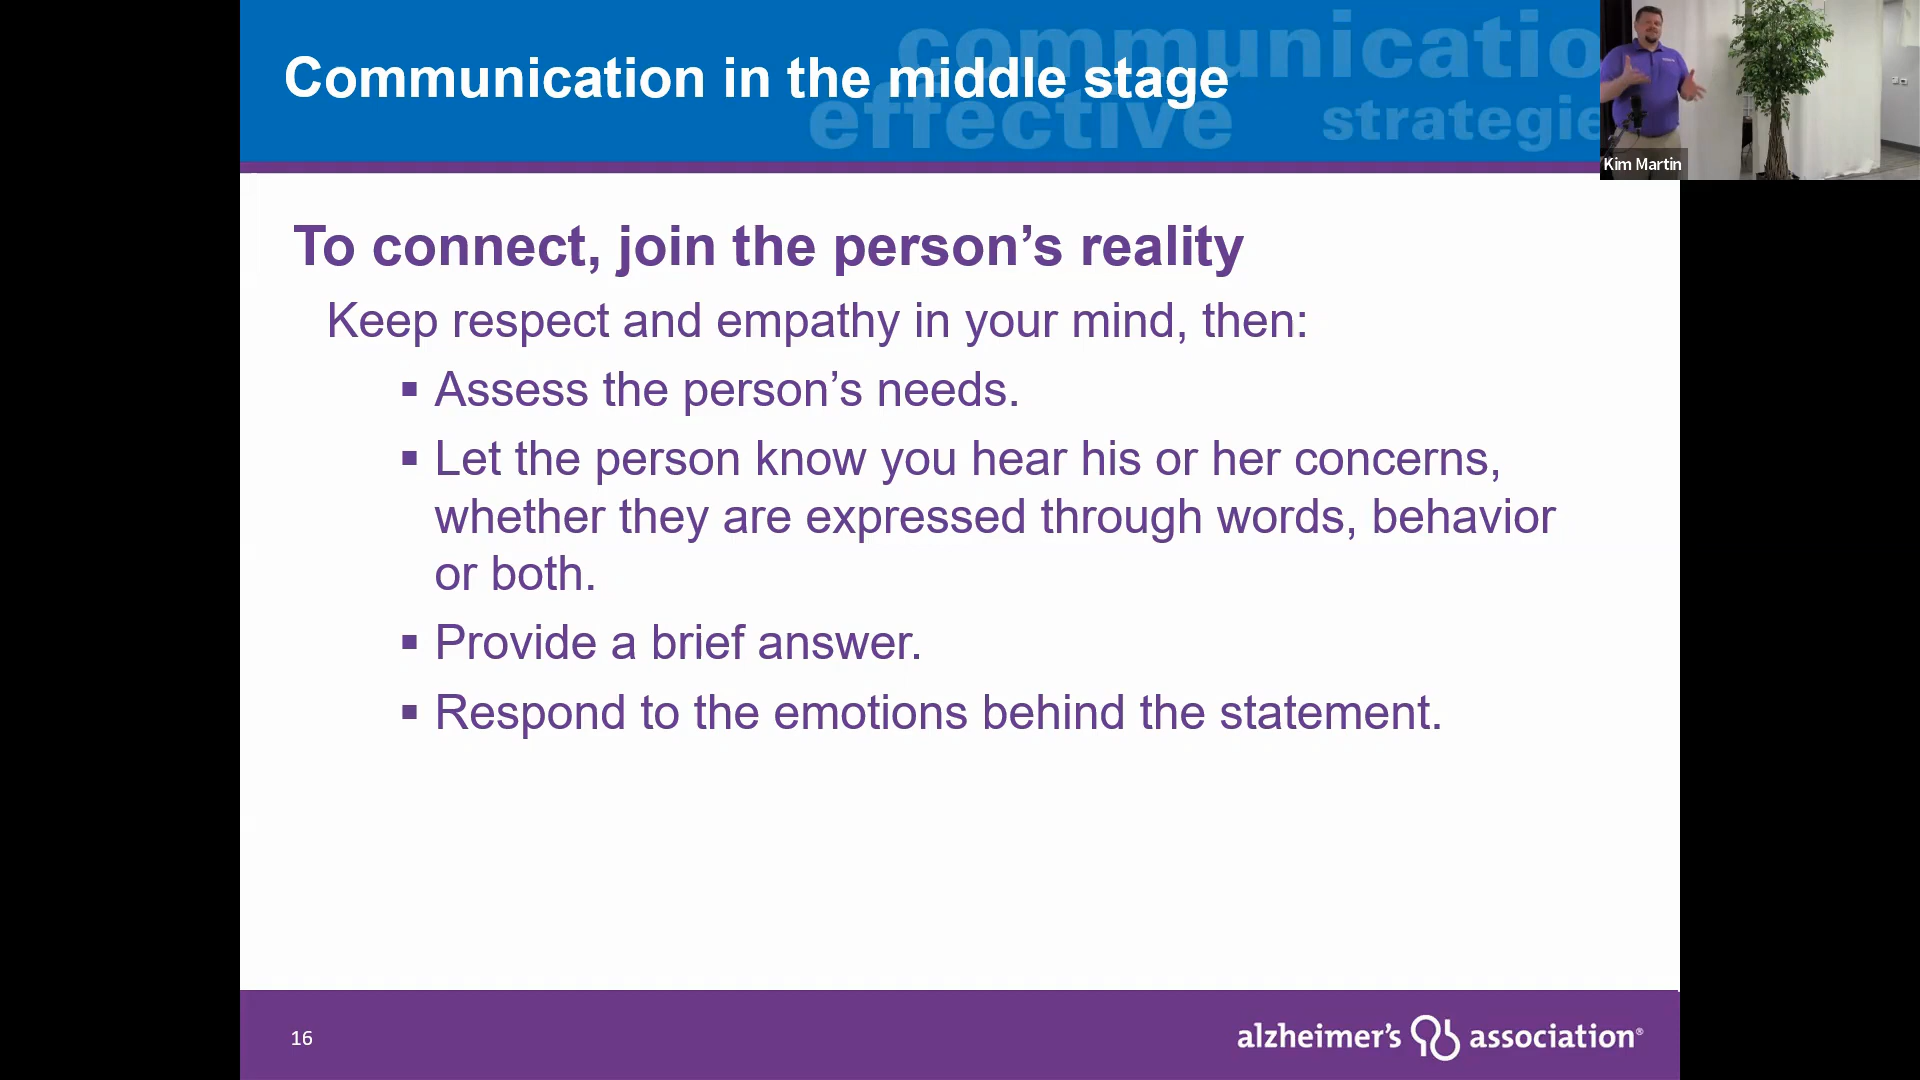 communicatio
Communication in the middle stage
effective strategie
Kim Martin
To connect, join the person’s reality
Keep respect and empathy in your mind, then:
▪ Assess the person’s needs.
▪ Let the person know you hear his or her concerns,
whether they are expressed through words, behavior
or both.
▪ Provide a brief answer.
▪ Respond to the emotions behind the statement.
16
alzheimer’s association®